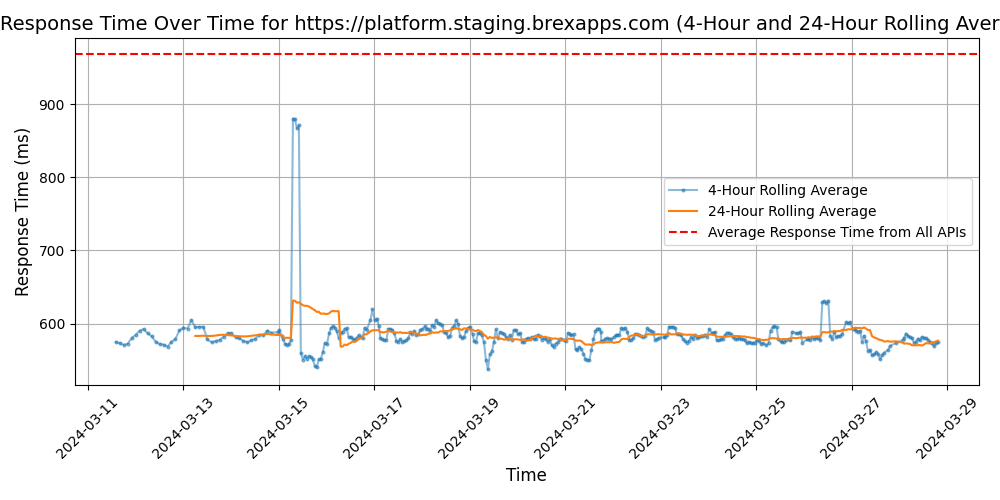 Response Time Over Time for https://platform.staging.brexapps.com (4-Hour and 24-Hour Rolling Aver
Response Time (ms)
900
800
700
600
4-Hour Rolling Average
24-Hour Rolling Average
Average Response Time from All APIs
2024-03-11
2024-03-13
2024-03-15
2024-03-17
2024-03-19
2024-03-21
2024-03-23
2024-03-25
2024-03-27
2024-03-29
Time